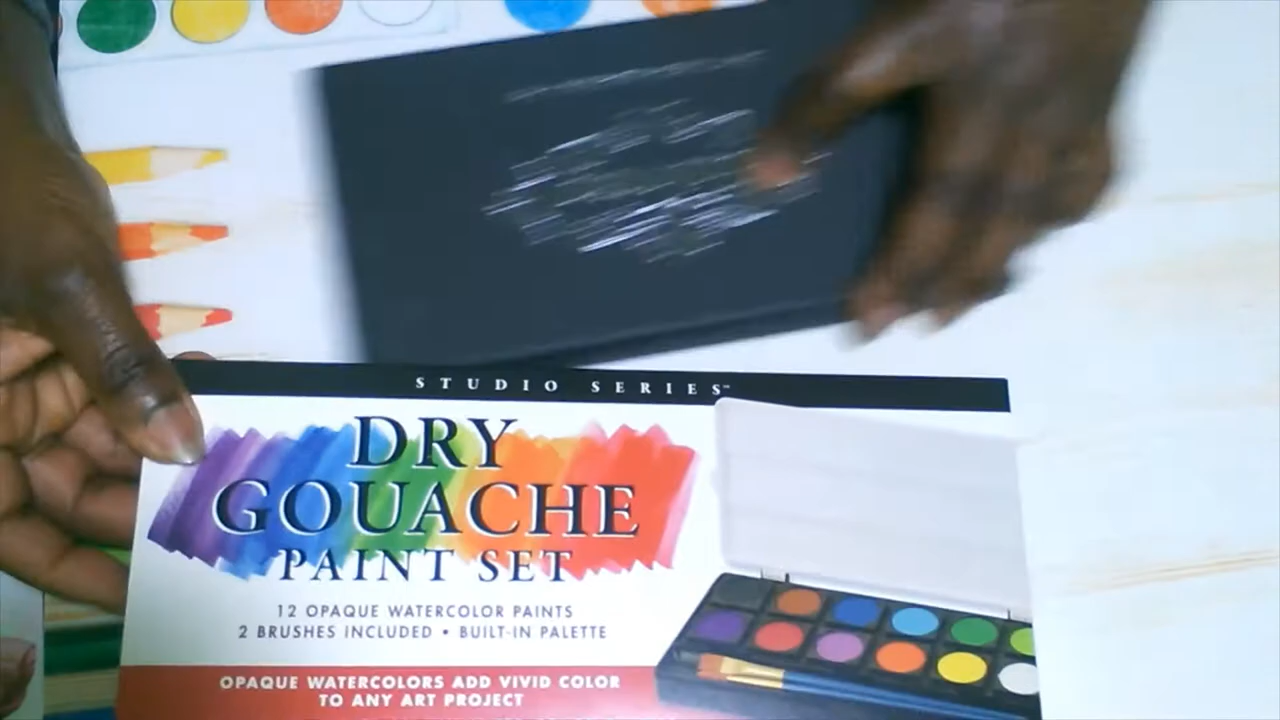 STUDIO SERIES™
DRY
GOUACHE
PAINT SET
12 OPAQUE WATERCOLOR PAINTS
2 BRUSHES INCLUDED • BUILT-IN PALETTE
OPAQUE WATERCOLORS ADD VIVID COLOR
TO ANY ART PROJECT